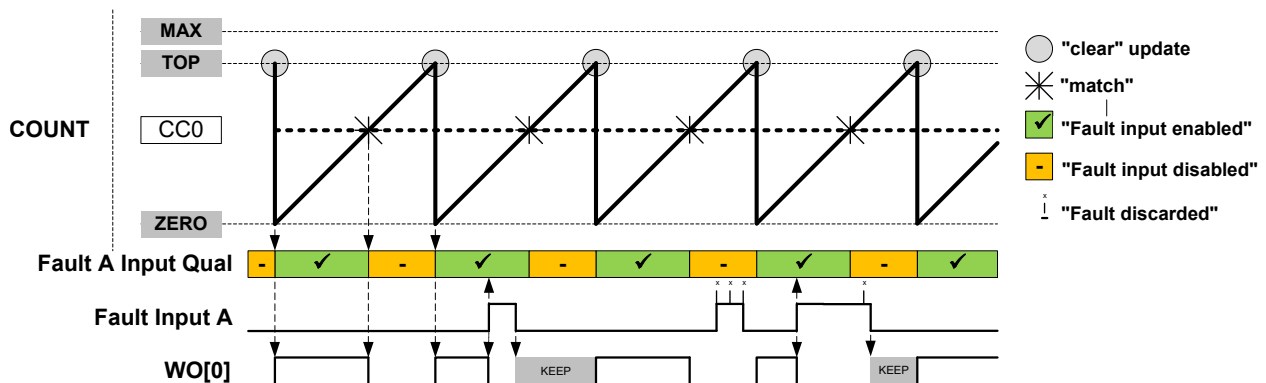 MAX
TOP
"clear" update
"match"
COUNT
CC0
"Fault input enabled"
"Fault input disabled"
ZERO
"Fault discarded"
Fault A Input Qual
- ✓ - ✓ - ✓ - ✓ - ✓
x x x x
Fault Input A
WO[0]
KEEP KEEP